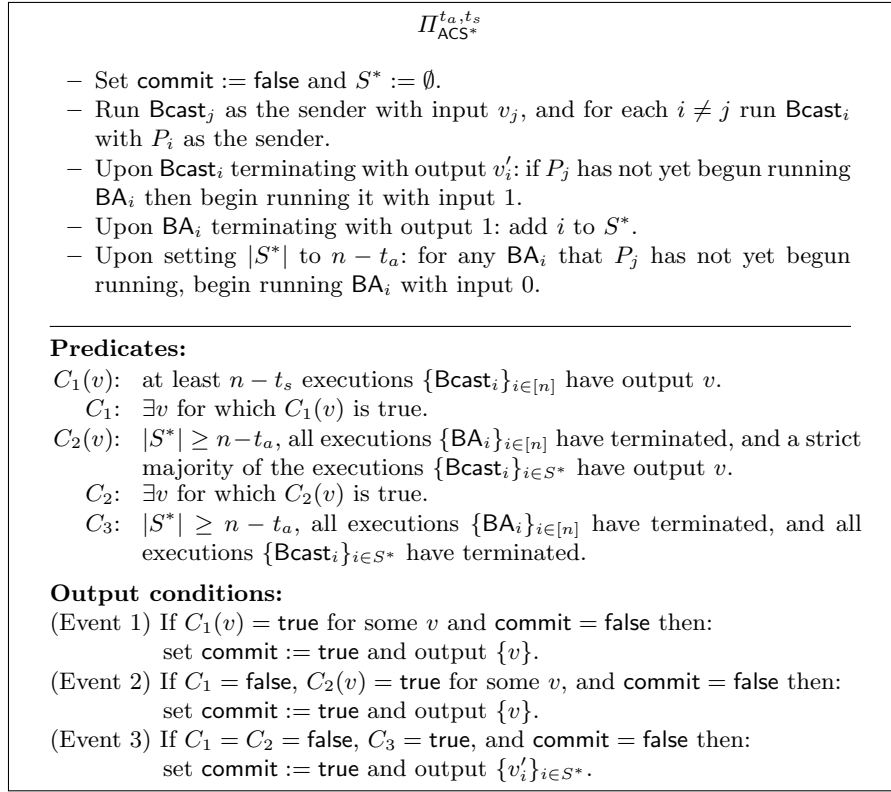 Π^{t_a,t_s}_{ACS*}
– Set commit := false and S* := ∅.
– Run Bcast_j as the sender with input v_j, and for each i ≠ j run Bcast_i
with P_i as the sender.
– Upon Bcast_i terminating with output v′_i: if P_j has not yet begun running
BA_i then begin running it with input 1.
– Upon BA_i terminating with output 1: add i to S*.
– Upon setting |S*| to n − t_a: for any BA_i that P_j has not yet begun
running, begin running BA_i with input 0.
Predicates:
C_1(v): at least n − t_s executions {Bcast_i}_{i∈[n]} have output v.
C_1: ∃v for which C_1(v) is true.
C_2(v): |S*| ≥ n−t_a, all executions {BA_i}_{i∈[n]} have terminated, and a strict
majority of the executions {Bcast_i}_{i∈S*} have output v.
C_2: ∃v for which C_2(v) is true.
C_3: |S*| ≥ n − t_a, all executions {BA_i}_{i∈[n]} have terminated, and all
executions {Bcast_i}_{i∈S*} have terminated.
Output conditions:
(Event 1) If C_1(v) = true for some v and commit = false then:
set commit := true and output {v}.
(Event 2) If C_1 = false, C_2(v) = true for some v, and commit = false then:
set commit := true and output {v}.
(Event 3) If C_1 = C_2 = false, C_3 = true, and commit = false then:
set commit := true and output {v′_i}_{i∈S*}.